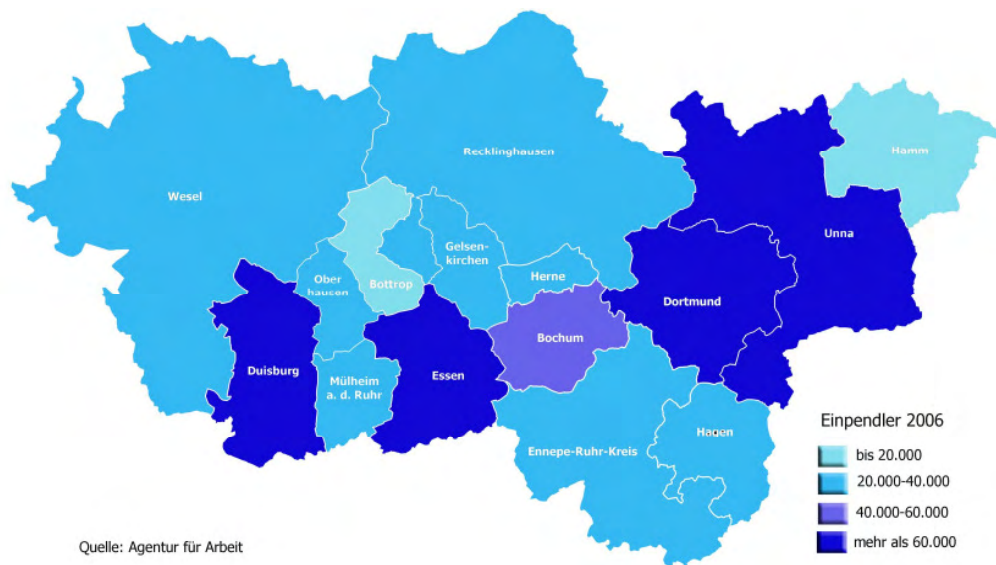 Recklinghausen
Hamm
Wesel
Unna
Gelsen-
kirchen
Ober
hausen
Bottrop
Herne
Dortmund
Bochum
Duisburg
Essen
Mülheim
a. d. Ruhr
Hagen
Ennepe-Ruhr-Kreis
Einpendler 2006
bis 20.000
20.000-40.000
40.000-60.000
mehr als 60.000
Quelle: Agentur für Arbeit